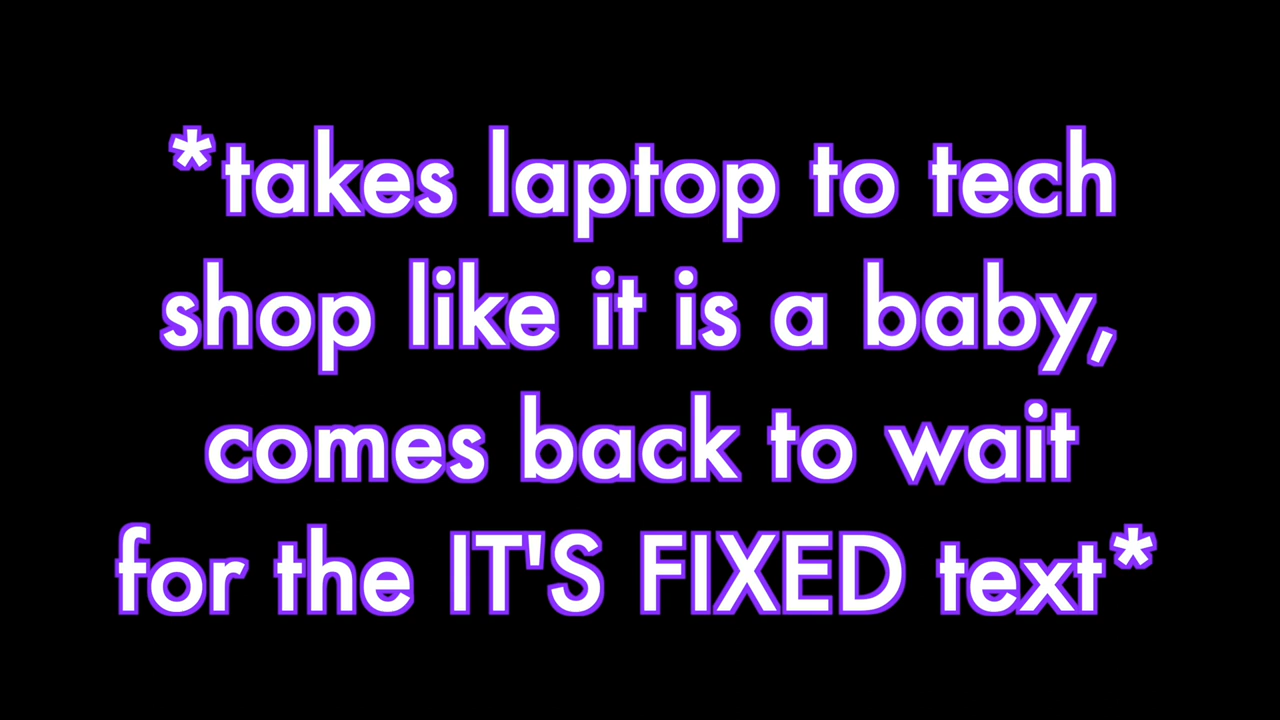 *takes laptop to tech
shop like it is a baby,
comes back to wait
for the IT'S FIXED text*